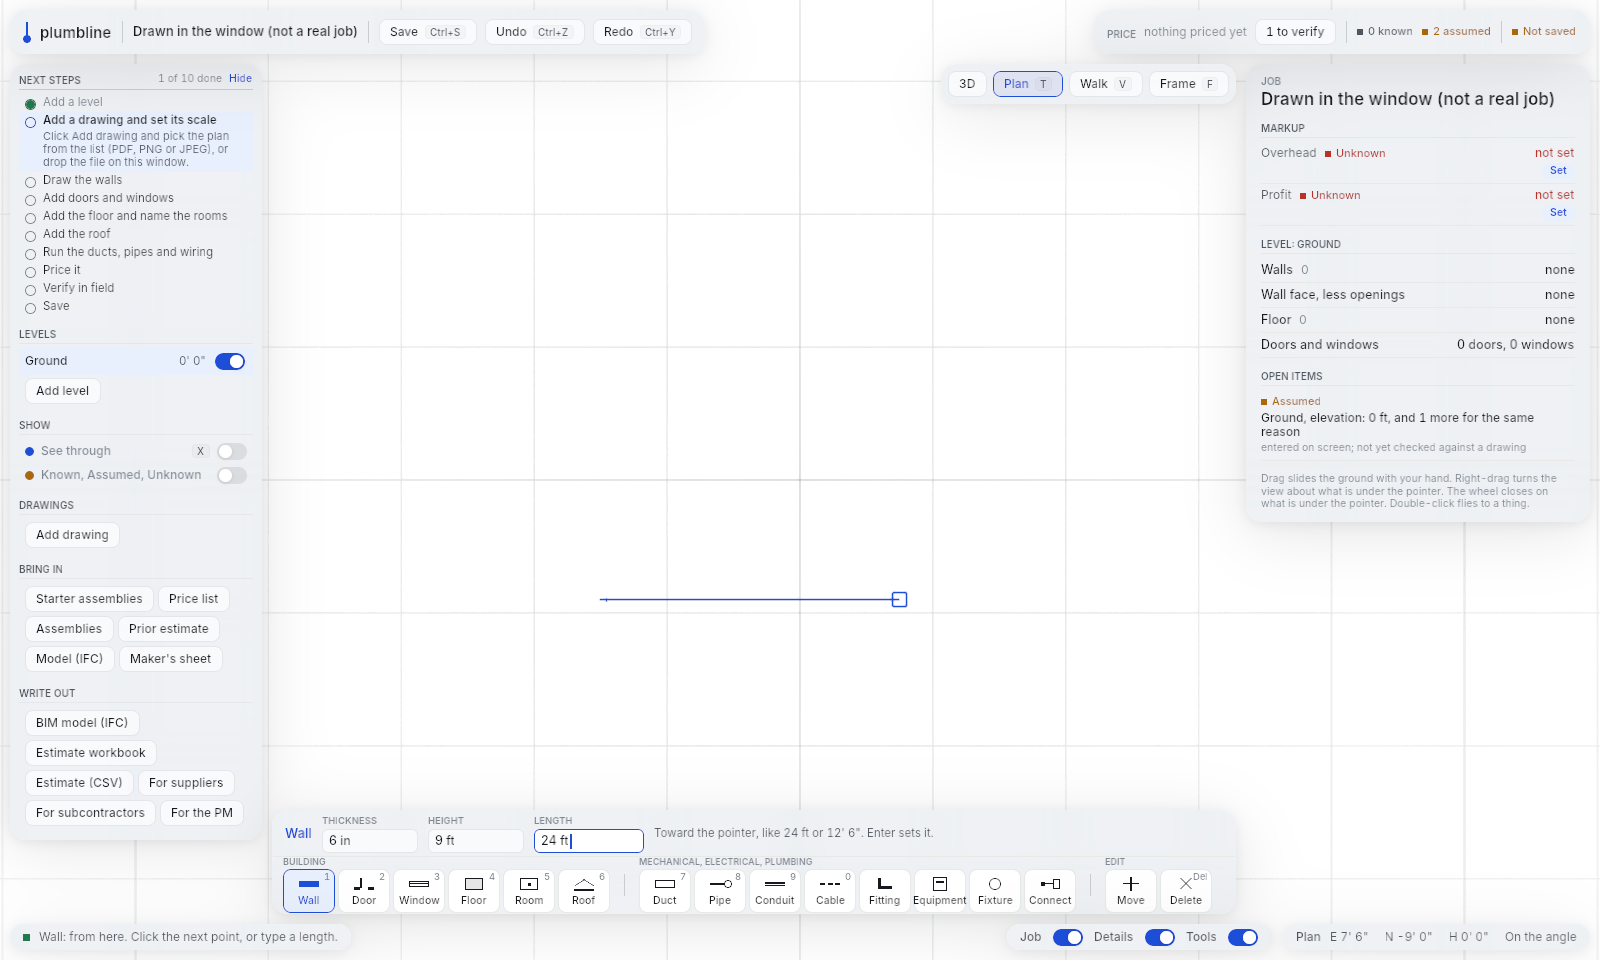 plumbline
Drawn in the window (not a real job)
Save Ctrl+S
Undo Ctrl+Z
Redo Ctrl+Y
PRICE nothing priced yet
1 to verify
0 known
2 assumed
Not saved
NEXT STEPS
1 of 10 done Hide
Add a level
Add a drawing and set its scale
Click Add drawing and pick the plan
from the list (PDF, PNG or JPEG), or
drop the file on this window.
Draw the walls
Add doors and windows
Add the floor and name the rooms
Add the roof
Run the ducts, pipes and wiring
Price it
Verify in field
Save
LEVELS
Ground 0' 0"
Add level
SHOW
See through X
Known, Assumed, Unknown
DRAWINGS
Add drawing
BRING IN
Starter assemblies Price list
Assemblies Prior estimate
Model (IFC) Maker's sheet
WRITE OUT
BIM model (IFC)
Estimate workbook
Estimate (CSV) For suppliers
For subcontractors For the PM
3D
Plan T
Walk V
Frame F
JOB
Drawn in the window (not a real job)
MARKUP
Overhead Unknown not set
Set
Profit Unknown not set
Set
LEVEL: GROUND
Walls 0 none
Wall face, less openings none
Floor 0 none
Doors and windows 0 doors, 0 windows
OPEN ITEMS
Assumed
Ground, elevation: 0 ft, and 1 more for the same
reason
entered on screen; not yet checked against a drawing
Drag slides the ground with your hand. Right-drag turns the
view about what is under the pointer. The wheel closes on
what is under the pointer. Double-click flies to a thing.
THICKNESS HEIGHT LENGTH
Wall 6 in 9 ft 24 ft Toward the pointer, like 24 ft or 12' 6". Enter sets it.
BUILDING MECHANICAL, ELECTRICAL, PLUMBING EDIT
1 2 3 4 5 6 7 8 9 0 Del
Wall Door Window Floor Room Roof Duct Pipe Conduit Cable Fitting Equipment Fixture Connect Move Delete
Wall: from here. Click the next point, or type a length.
Job Details Tools
Plan E 7' 6" N -9' 0" H 0' 0" On the angle